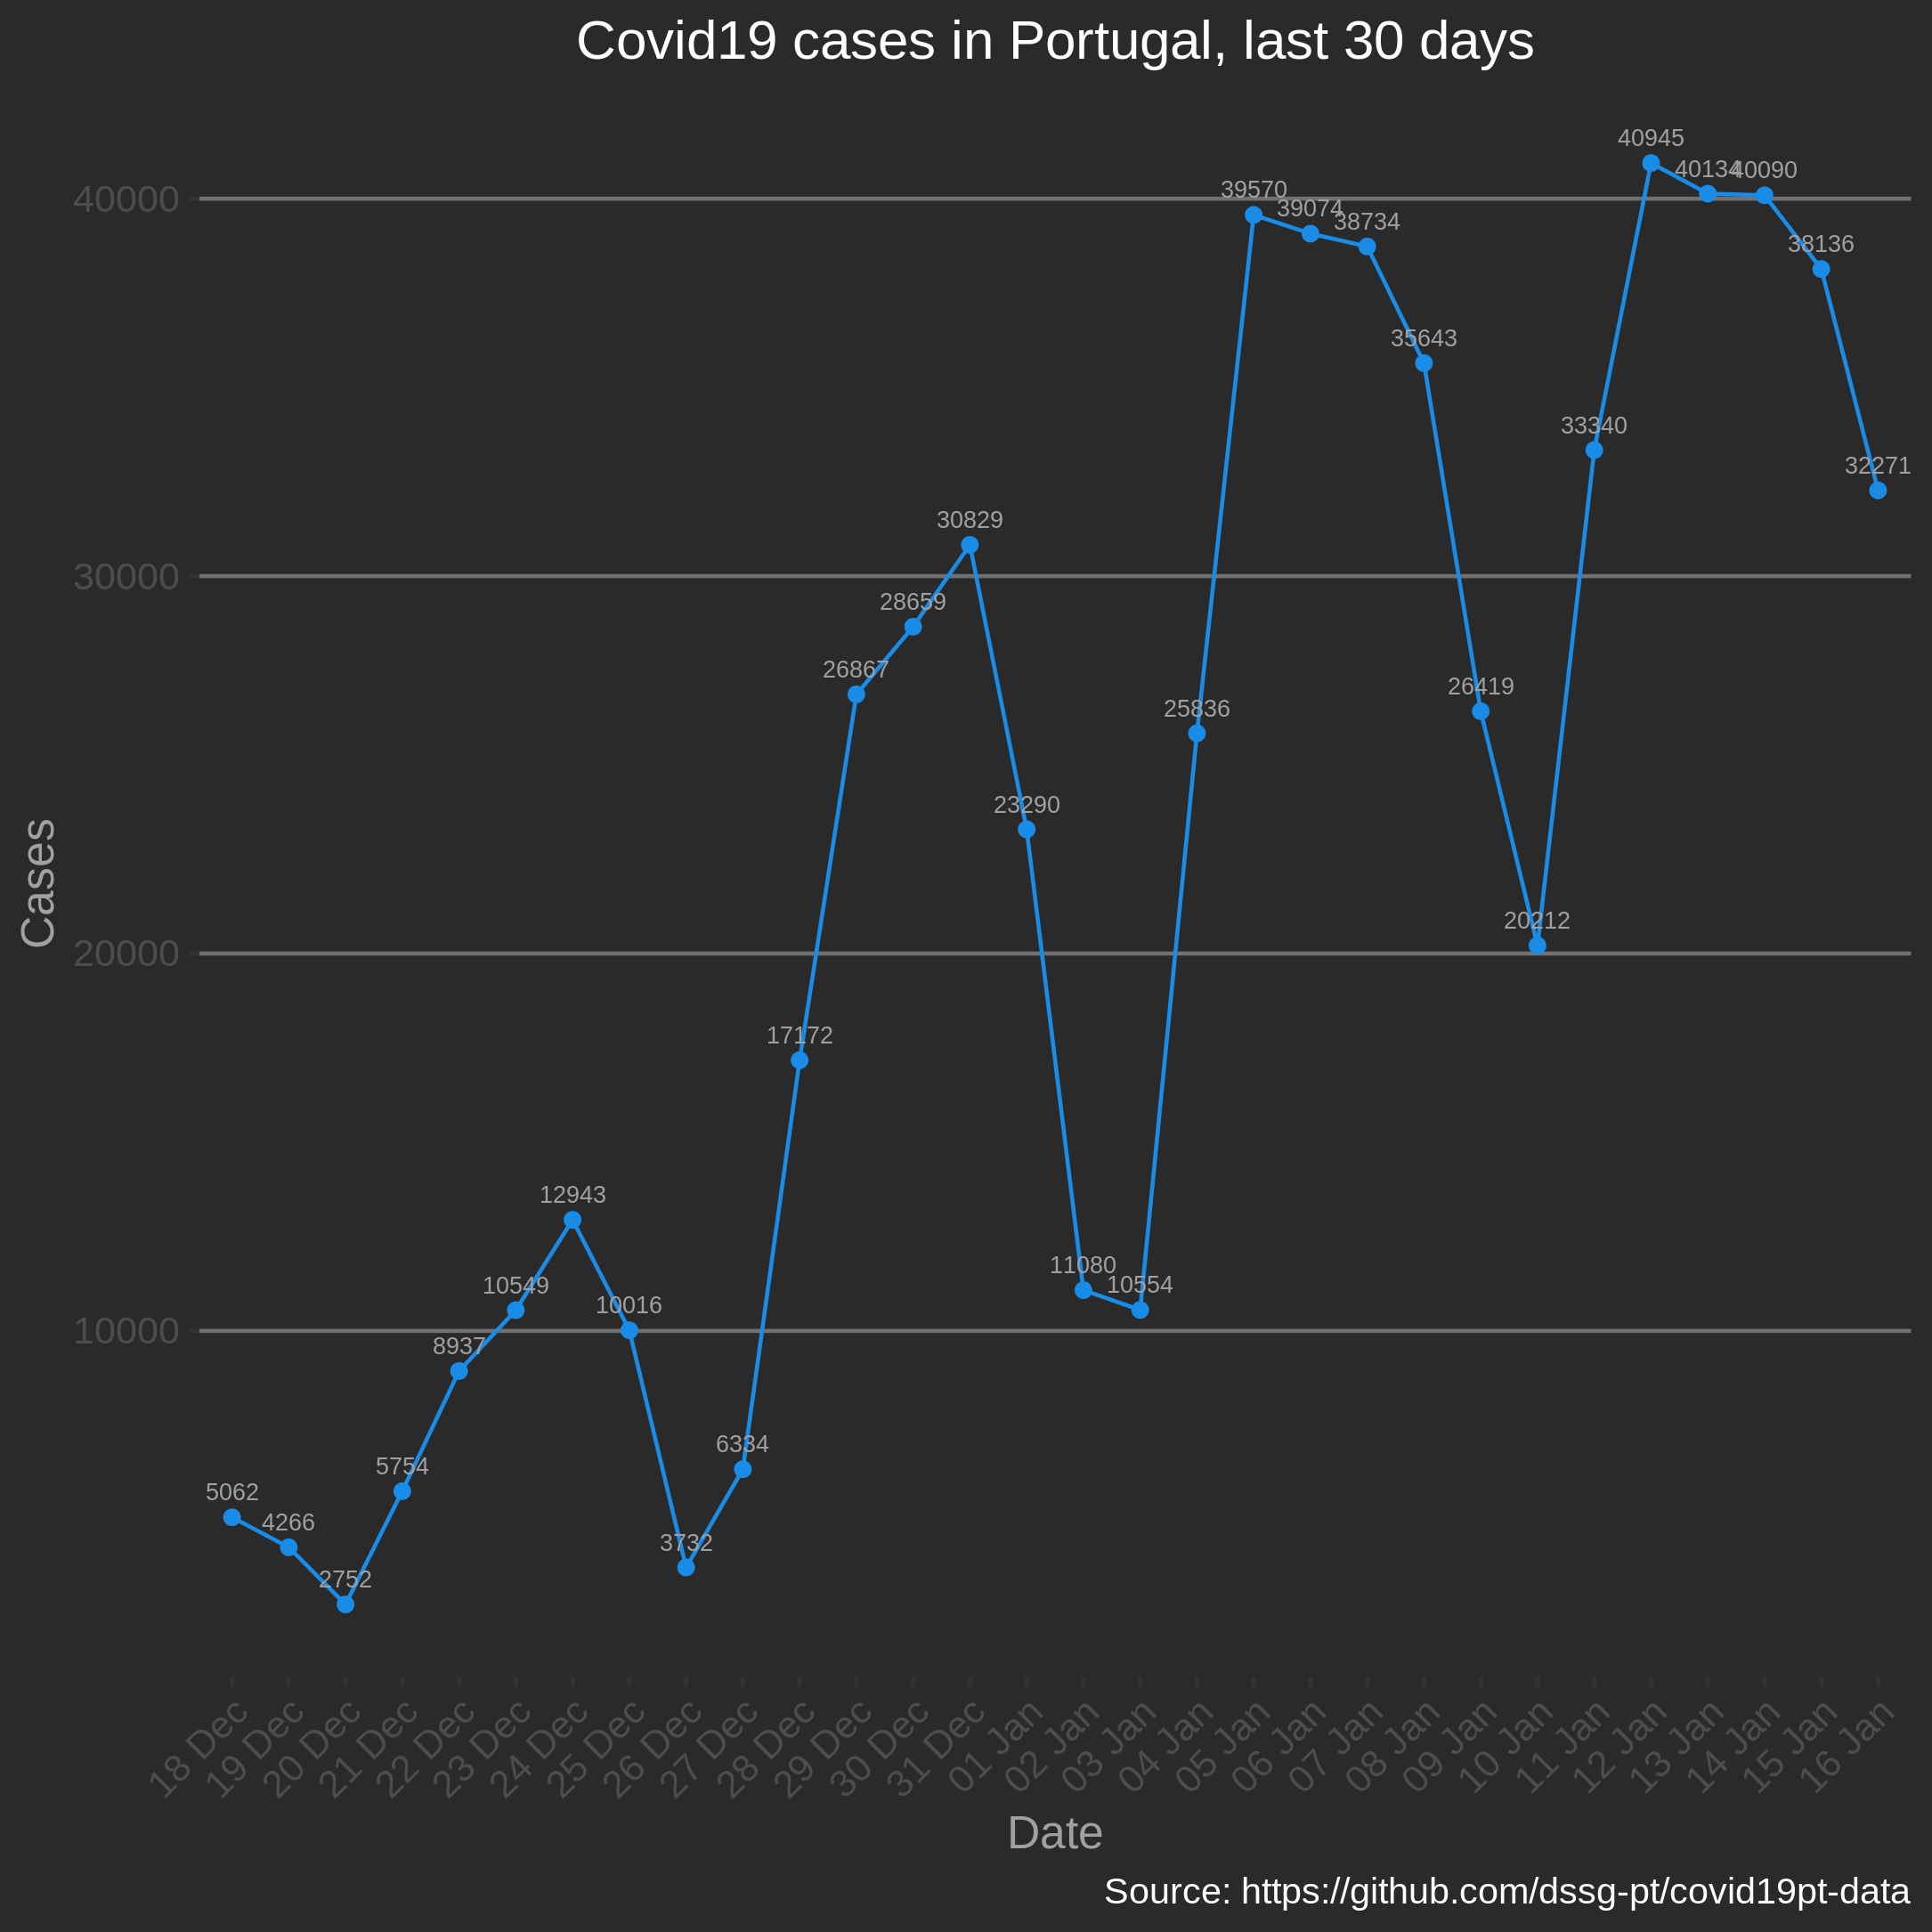 Covid19 cases in Portugal, last 30 days
40945
40134
40090
40000
39570
39074
38734
38136
35643
33340
32271
30829
30000
28659
26867
26419
25836
23290
20212
20000
Cases
17172
12943
11080
10554
10549
10016
10000
8937
6334
5754
5062
4266
3732
2752
18 Dec
19 Dec
20 Dec
21 Dec
22 Dec
23 Dec
24 Dec
25 Dec
26 Dec
27 Dec
28 Dec
29 Dec
30 Dec
31 Dec
01 Jan
02 Jan
03 Jan
04 Jan
05 Jan
06 Jan
07 Jan
08 Jan
09 Jan
10 Jan
11 Jan
12 Jan
13 Jan
14 Jan
15 Jan
16 Jan
Date
Source: https://github.com/dssg-pt/covid19pt-data